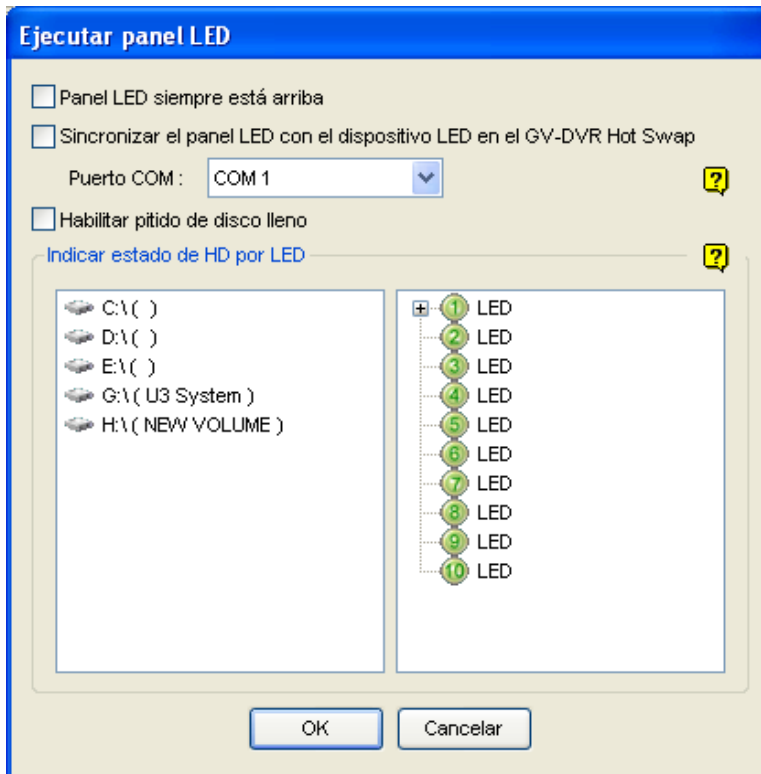 Ejecutar panel LED
Panel LED siempre está arriba
Sincronizar el panel LED con el dispositivo LED en el GV-DVR Hot Swap
Puerto COM : COM 1 ?
Habilitar pitido de disco lleno
Indicar estado de HD por LED ?
C:\ ( )
D:\ ( )
E:\ ( )
G:\ ( U3 System )
H:\ ( NEW VOLUME )
1 LED
2 LED
3 LED
4 LED
5 LED
6 LED
7 LED
8 LED
9 LED
10 LED
OK Cancelar